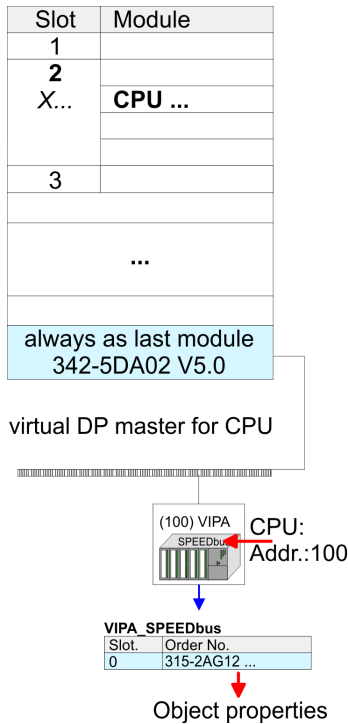 Slot Module
1
2
X... CPU ...
3
...
always as last module
342-5DA02 V5.0
virtual DP master for CPU
(100) VIPA
SPEEDbus
CPU:
Addr.:100
VIPA_SPEEDbus
Slot. Order No.
0 315-2AG12 ...
Object properties